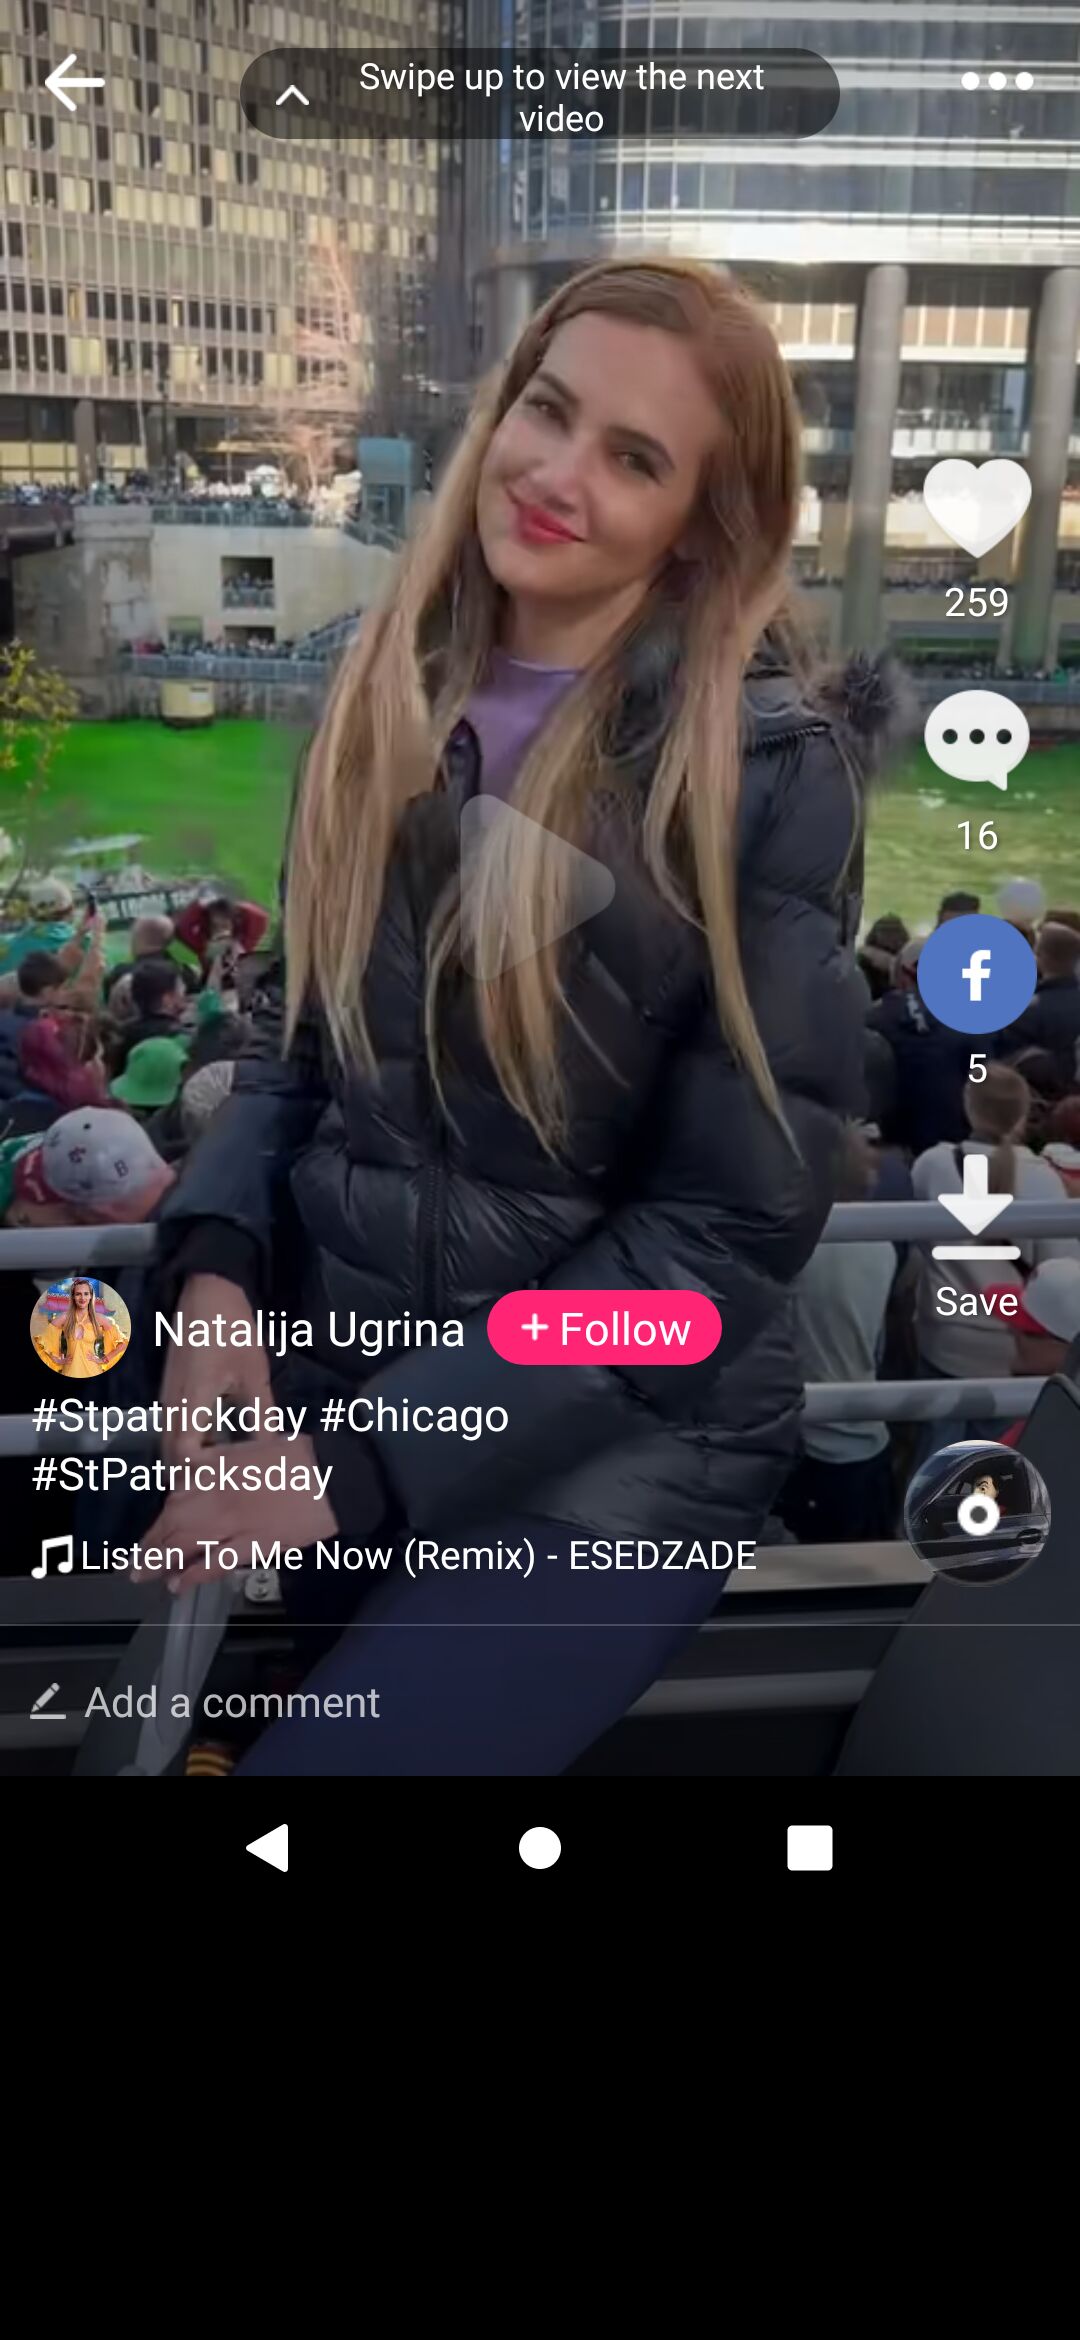 Swipe up to view the next
video
259
16
5
Save
Natalija Ugrina
+ Follow
#Stpatrickday #Chicago
#StPatricksday
Listen To Me Now (Remix) - ESEDZADE
Add a comment